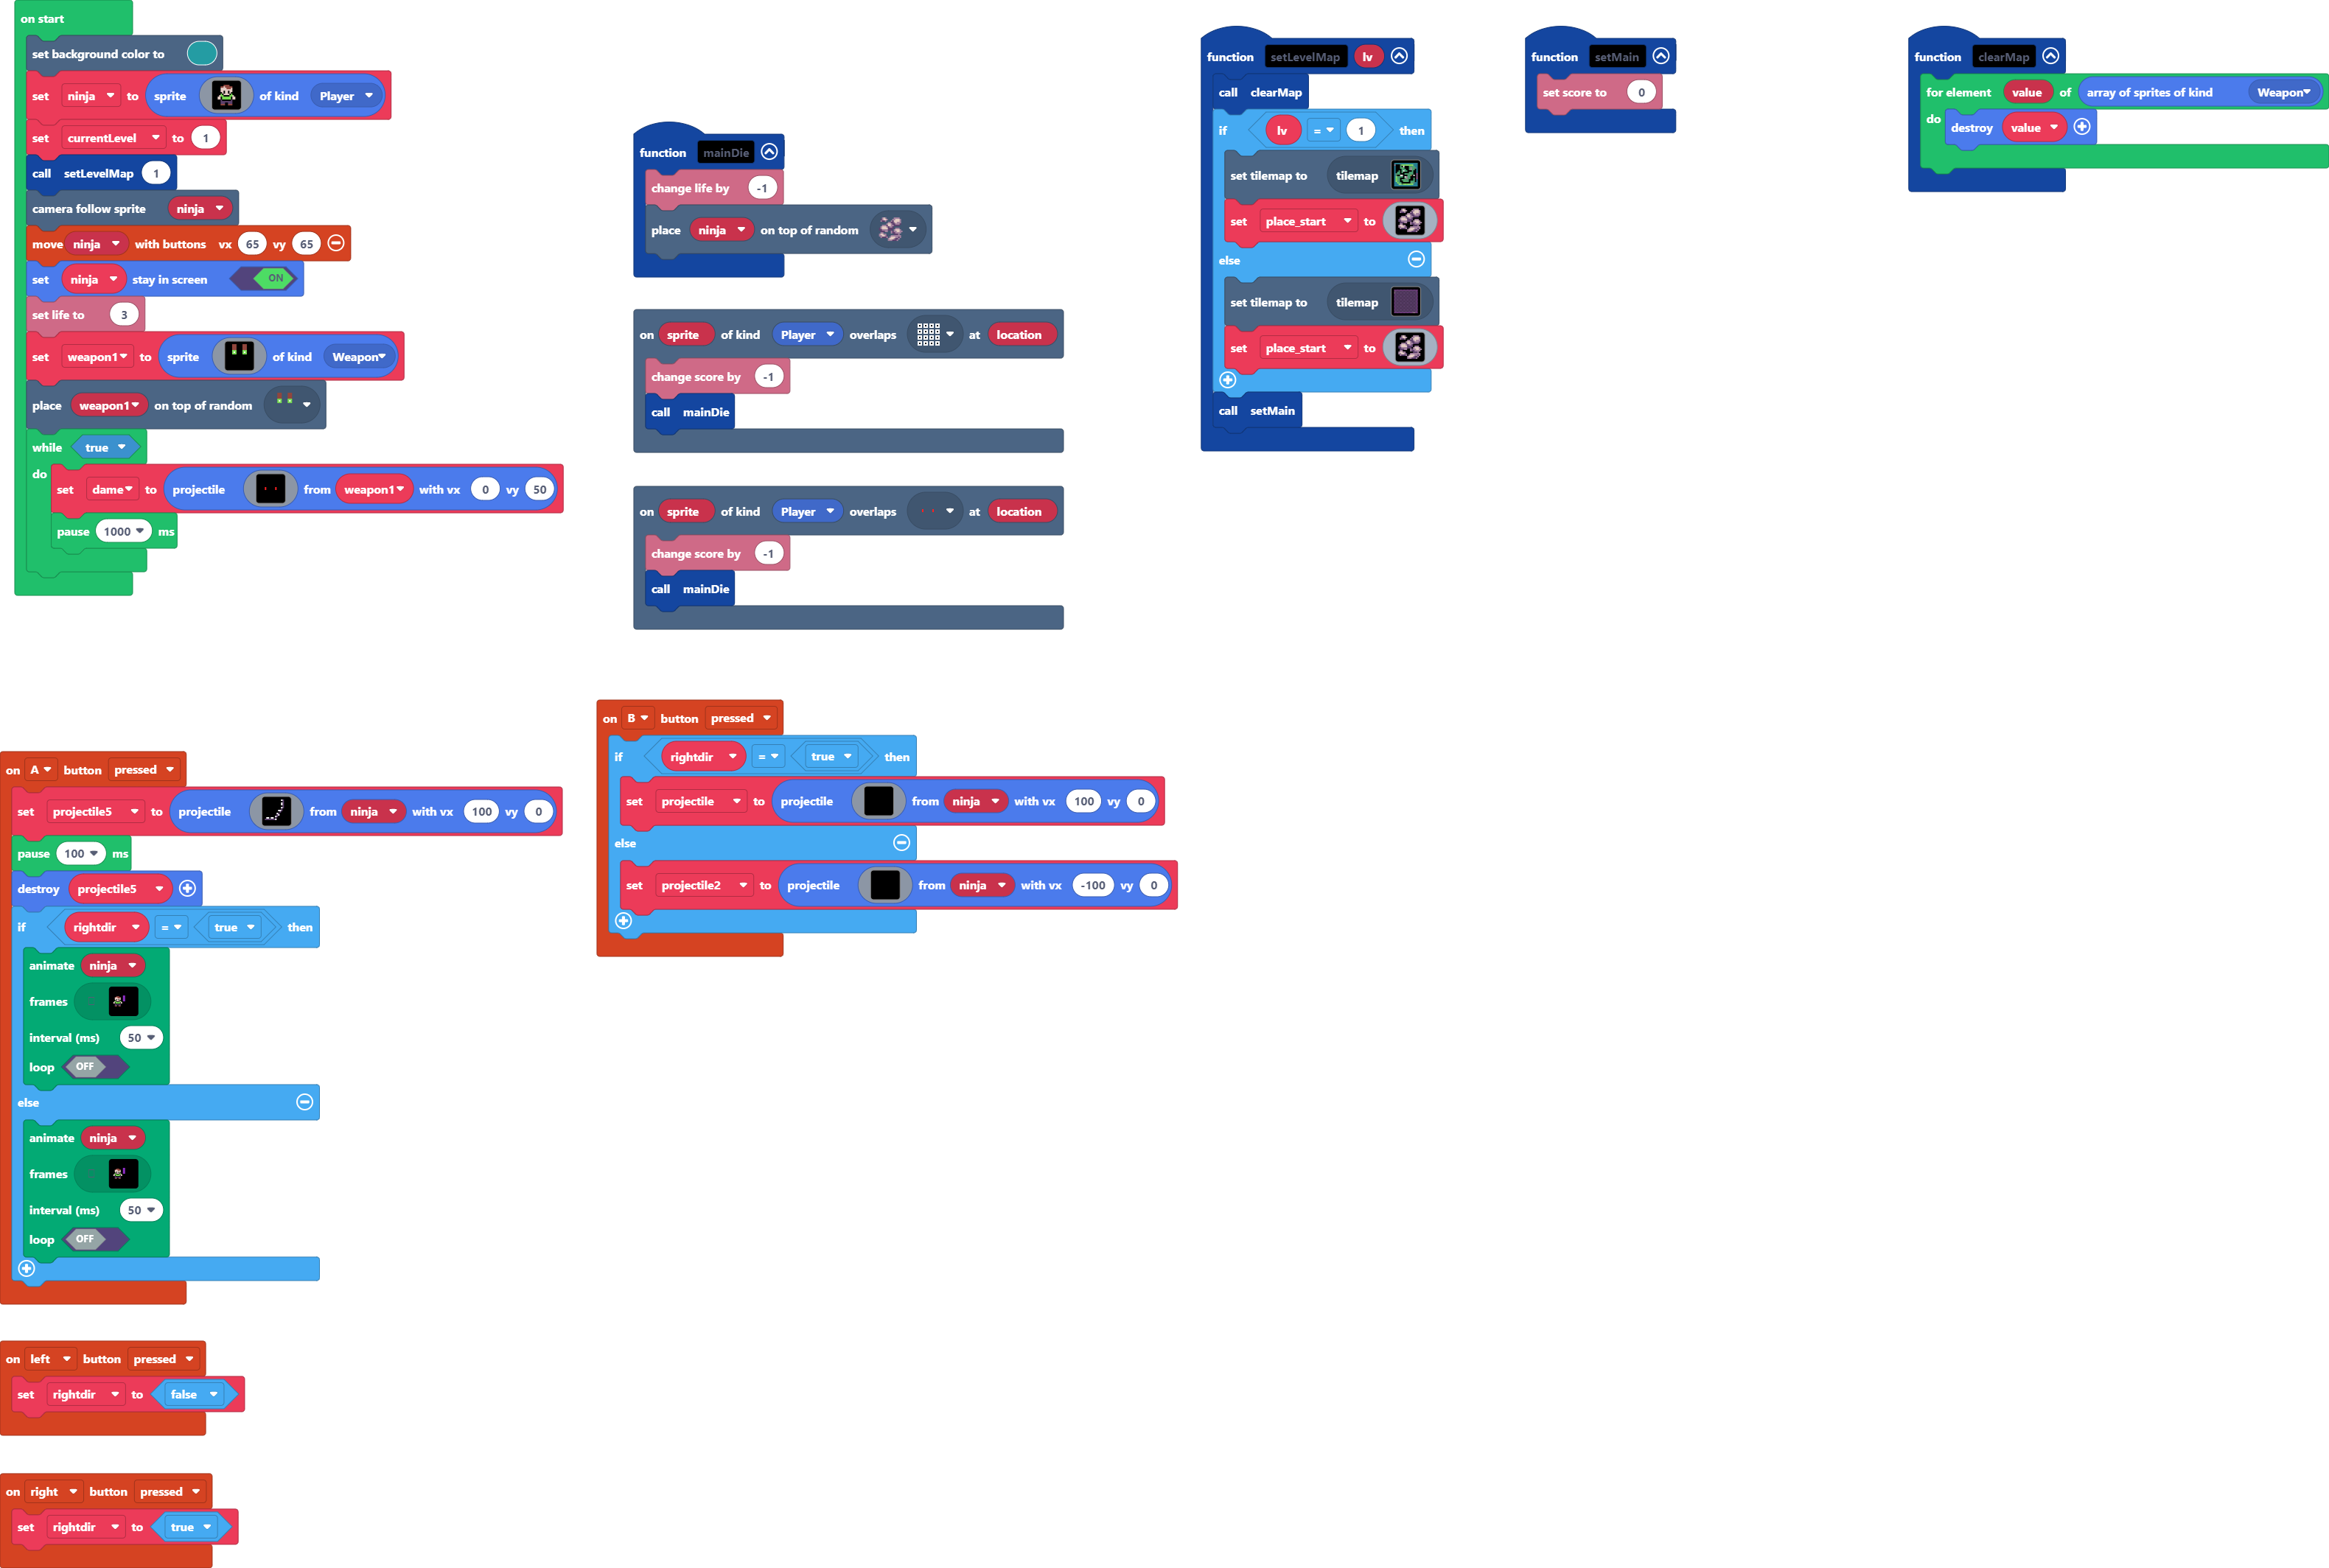 on start
set background color to
set ninja to sprite of kind Player
set currentLevel to 1
call setLevelMap 1
camera follow sprite ninja
move ninja with buttons vx 65 vy 65
set ninja stay in screen ON
set life to 3
set weapon1 to sprite of kind Weapon
place weapon1 on top of random
while true
do
set dame to projectile from weapon1 with vx 0 vy 50
pause 1000 ms
function mainDie
change life by -1
place ninja on top of random
on sprite of kind Player overlaps at location
change score by -1
call mainDie
on sprite of kind Player overlaps at location
change score by -1
call mainDie
function setLevelMap lv
call clearMap
if lv = 1 then
set tilemap to tilemap
set place_start to
else
set tilemap to tilemap
set place_start to
call setMain
function setMain
set score to 0
function clearMap
for element value of array of sprites of kind Weapon
do
destroy value
on A button pressed
set projectile5 to projectile from ninja with vx 100 vy 0
pause 100 ms
destroy projectile5
if rightdir = true then
animate ninja
frames
interval (ms) 50
loop OFF
else
animate ninja
frames
interval (ms) 50
loop OFF
on B button pressed
if rightdir = true then
set projectile to projectile from ninja with vx 100 vy 0
else
set projectile2 to projectile from ninja with vx -100 vy 0
on left button pressed
set rightdir to false
on right button pressed
set rightdir to true